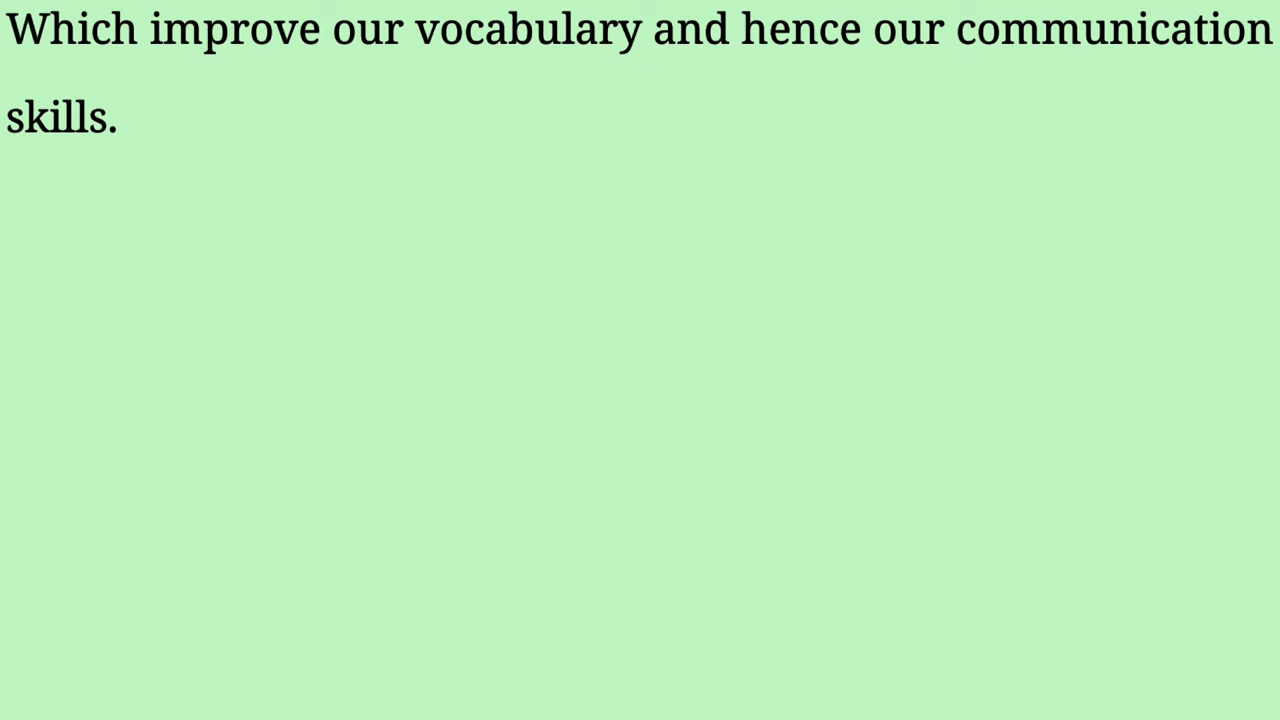 Which improve our vocabulary and hence our communication
skills.